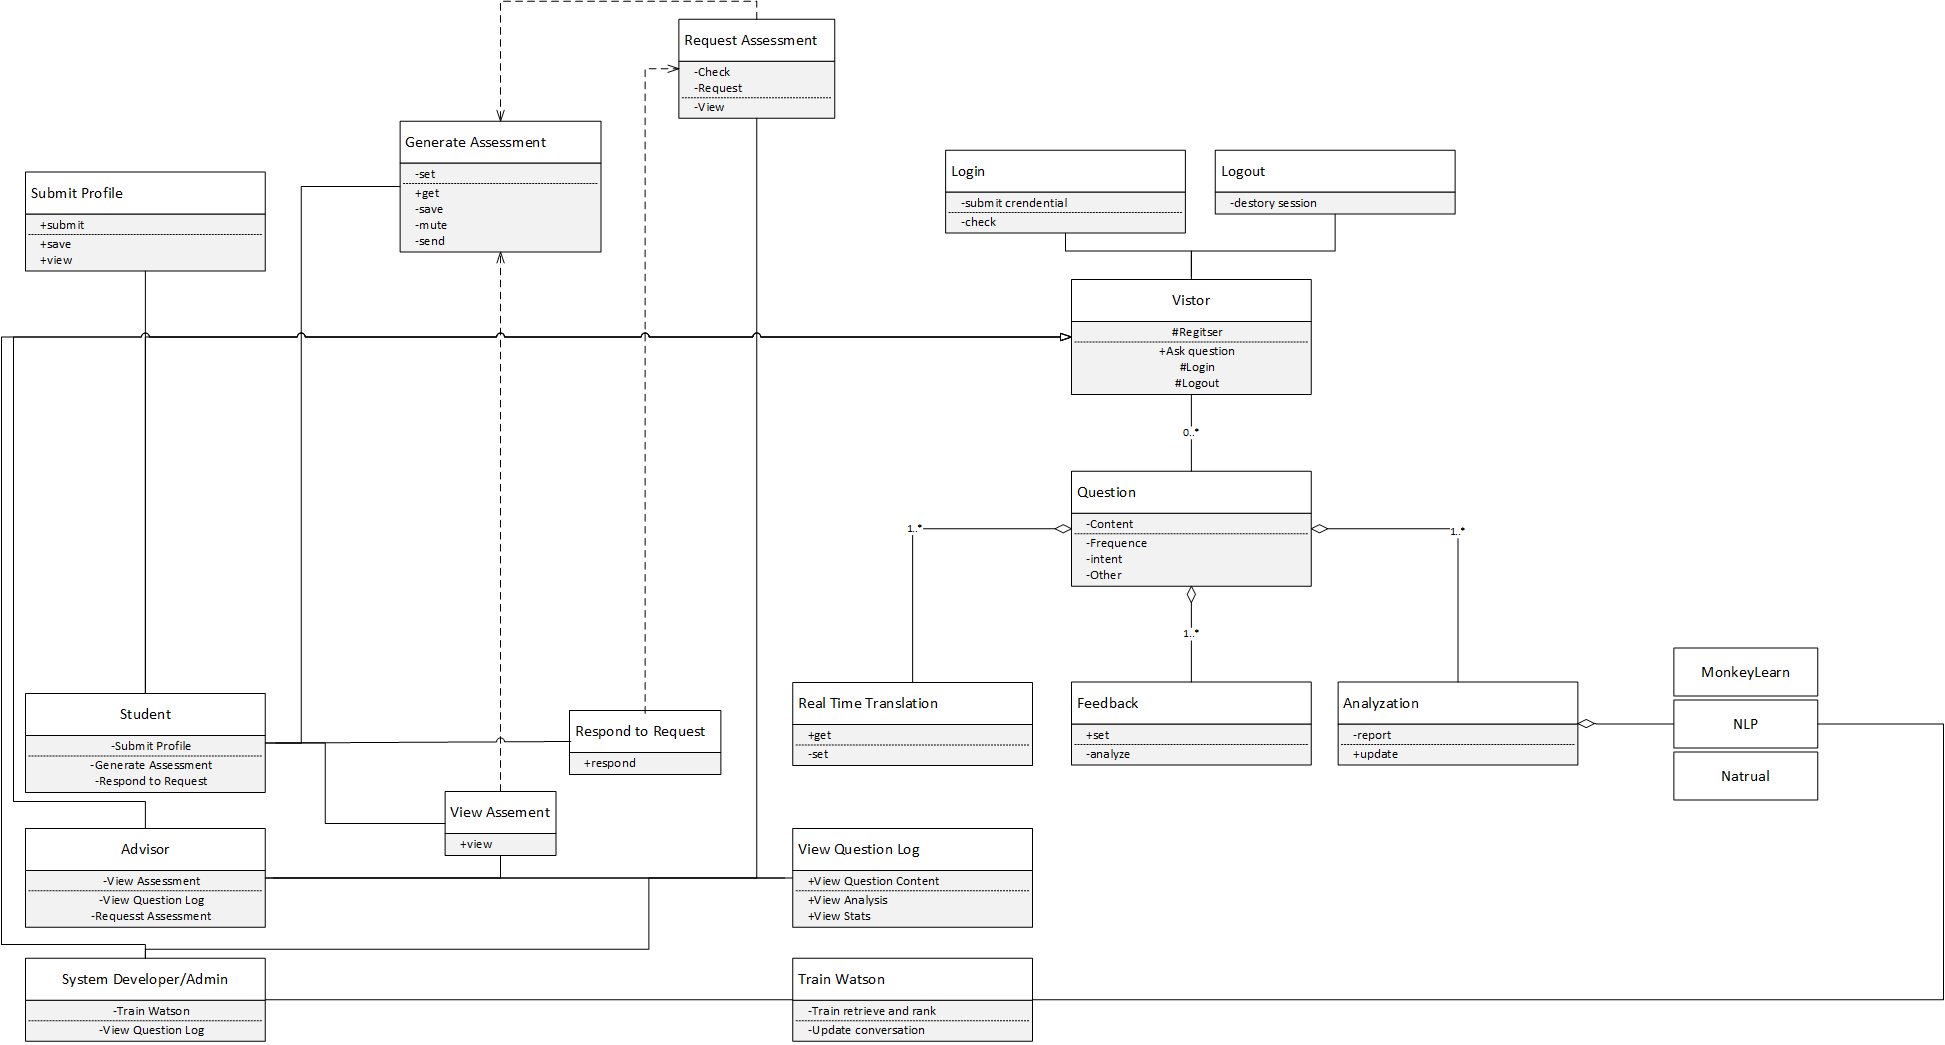 Request Assessment
-Check
-Request
-View
Generate Assessment
-set
+get
-save
-mute
-send
Submit Profile
+submit
+save
+view
Login
-submit crendential
-check
Logout
-destory session
Vistor
#Regitser
+Ask question
#Login
#Logout
0..*
Question
-Content
-Frequence
-intent
-Other
1..*
1..*
1..*
Real Time Translation
+get
-set
Feedback
+set
-analyze
Analyzation
-report
+update
MonkeyLearn
NLP
Natrual
Student
-Submit Profile
-Generate Assessment
-Respond to Request
Respond to Request
+respond
View Assement
+view
Advisor
-View Assessment
-View Question Log
-Requesst Assessment
View Question Log
+View Question Content
+View Analysis
+View Stats
System Developer/Admin
-Train Watson
-View Question Log
Train Watson
-Train retrieve and rank
-Update conversation